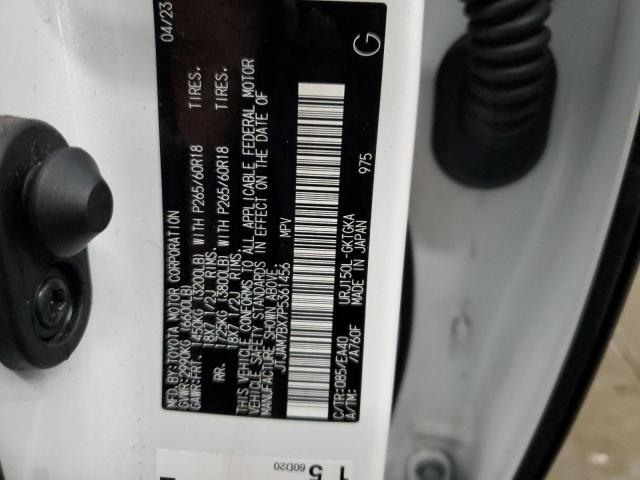 MFD.BY:TOYOTA MOTOR CORPORATION 04/23
GVWR:2990KG (6600LB)
GAWR:FRT. 1450KG (3200LB) WITH P265/60R18 TIRES.
18X7 1/2J RIMS.
RR. 1725KG (3800LB) WITH P265/60R18 TIRES.
18X7 1/2J RIMS.
THIS VEHICLE CONFORMS TO ALL APPLICABLE FEDERAL MOTOR
VEHICLE SAFETY STANDARDS IN EFFECT ON THE DATE OF
MANUFACTURE SHOWN ABOVE.
JTJJM7BX7P5361256 MPV
G
URJ150L-GKTGKA
C/TR:085/EA40 MADE IN JAPAN
A/TM: /A760F 975
15
60D20